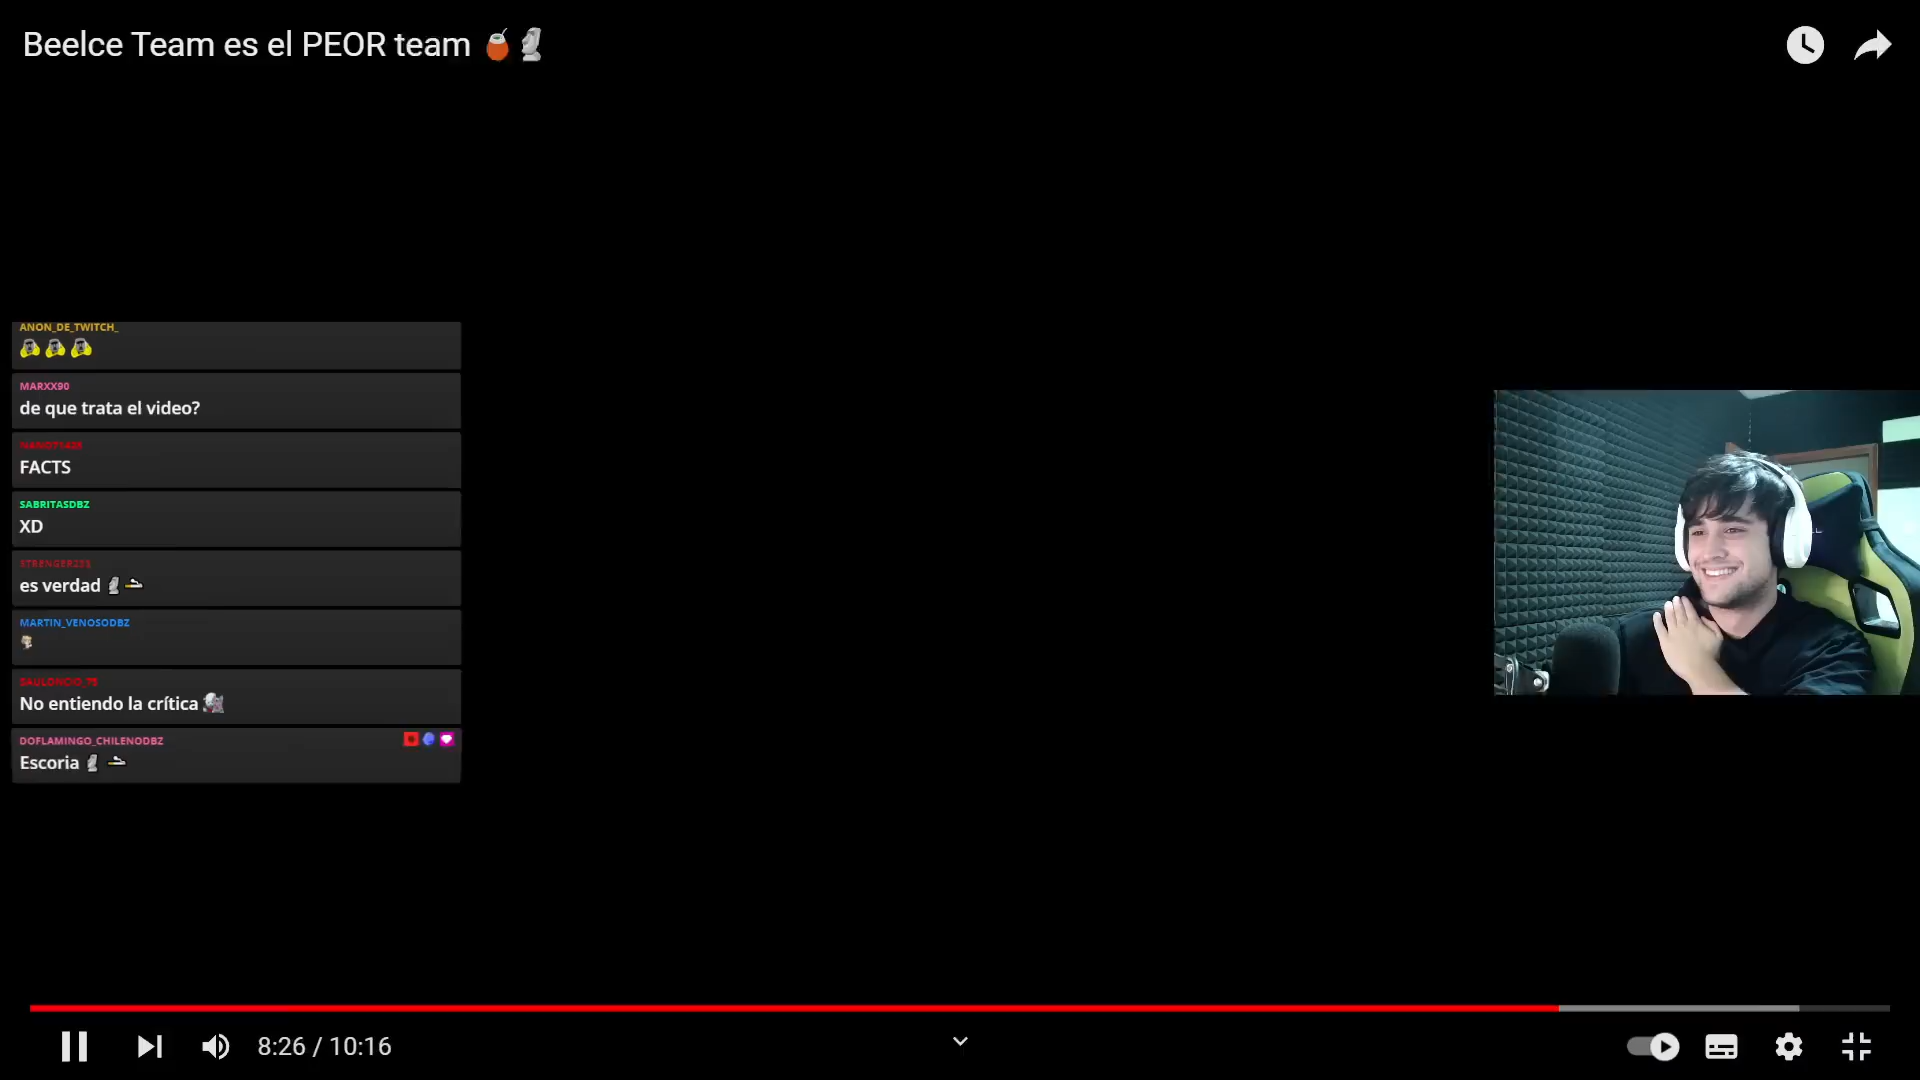 Beelce Team es el PEOR team 🧉🗿
ANON_DE_TWITCH_
MARXX90
de que trata el video?
FACTS
SABRITASDBZ
XD
STRENGER233
es verdad 🗿🚬
MARTIN_VENOSODBZ
No entiendo la crítica
DOFLAMINGO_CHILENODBZ
Escoria 🗿🚬
8:26 / 10:16